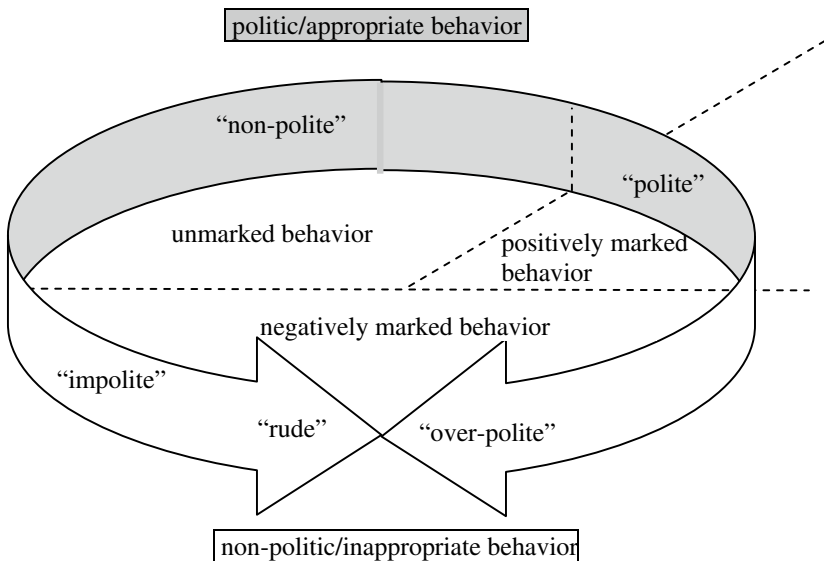 politic/appropriate behavior
“non-polite”
“polite”
unmarked behavior
positively marked
behavior
negatively marked behavior
“impolite”
“rude”
“over-polite”
non-politic/inappropriate behavior